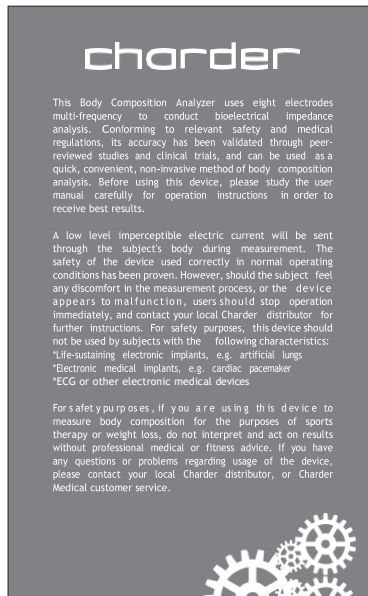 charder
This Body Composition Analyzer uses eight electrodes
multi-frequency to conduct bioelectrical impedance
analysis. Conforming to relevant safety and medical
regulations, its accuracy has been validated through peer-
reviewed studies and clinical trials, and can be used as a
quick, convenient, non-invasive method of body composition
analysis. Before using this device, please study the user
manual carefully for operation instructions in order to
receive best results.
A low level imperceptible electric current will be sent
through the subject's body during measurement. The
safety of the device used correctly in normal operating
conditions has been proven. However, should the subject feel
any discomfort in the measurement process, or the device
appears to malfunction, users should stop operation
immediately, and contact your local Charder distributor for
further instructions. For safety purposes, this device should
not be used by subjects with the following characteristics:
*Life-sustaining electronic implants, e.g. artificial lungs
*Electronic medical implants, e.g. cardiac pacemaker
*ECG or other electronic medical devices
For safety purposes, if you are using this device to
measure body composition for the purposes of sports
therapy or weight loss, do not interpret and act on results
without professional medical or fitness advice. If you have
any questions or problems regarding usage of the device,
please contact your local Charder distributor, or Charder
Medical customer service.